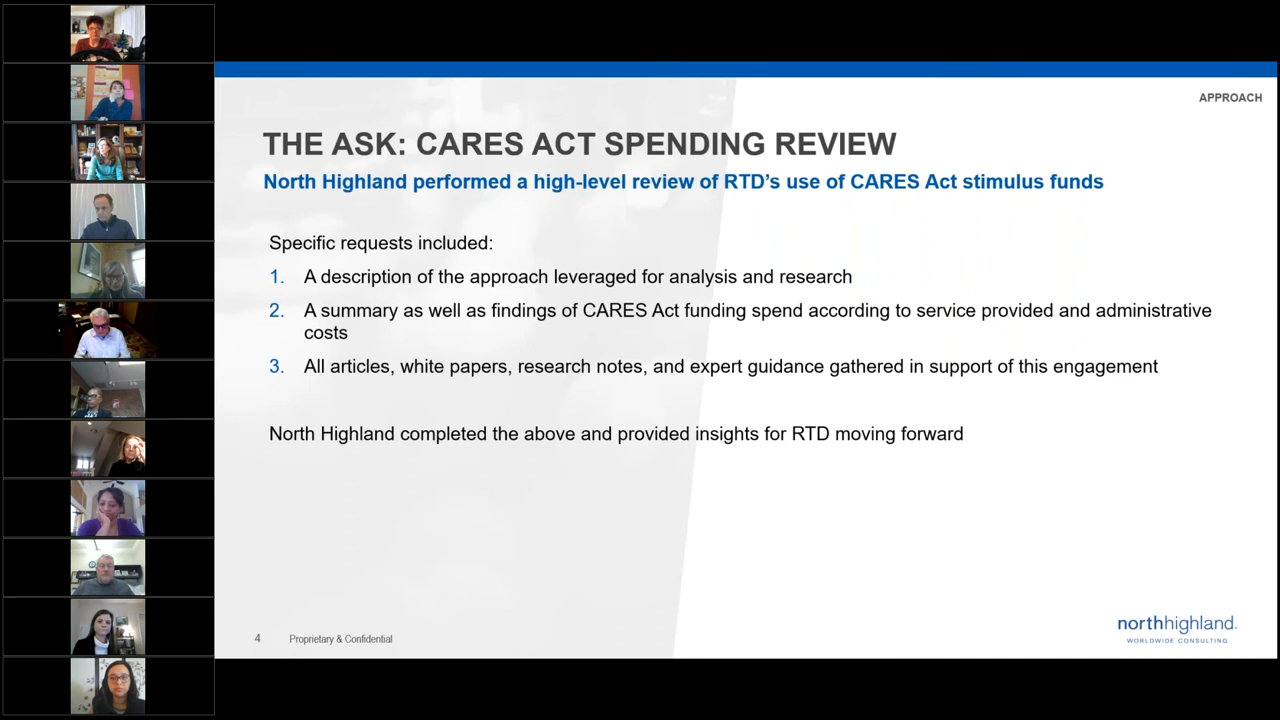 APPROACH
THE ASK: CARES ACT SPENDING REVIEW
North Highland performed a high-level review of RTD's use of CARES Act stimulus funds
Specific requests included:
1. A description of the approach leveraged for analysis and research
2. A summary as well as findings of CARES Act funding spend according to service provided and administrative
costs
3. All articles, white papers, research notes, and expert guidance gathered in support of this engagement
North Highland completed the above and provided insights for RTD moving forward
4 Proprietary & Confidential
northhighland.
WORLDWIDE CONSULTING